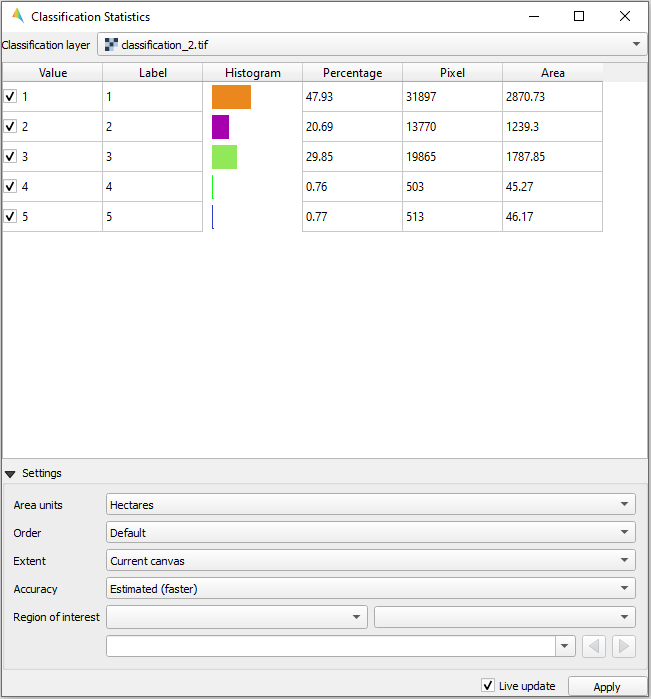 Classification Statistics
Classification layer classification_2.tif
Value Label Histogram Percentage Pixel Area
1 1 47.93 31897 2870.73
2 2 20.69 13770 1239.3
3 3 29.85 19865 1787.85
4 4 0.76 503 45.27
5 5 0.77 513 46.17
Settings
Area units Hectares
Order Default
Extent Current canvas
Accuracy Estimated (faster)
Region of interest
Live update Apply